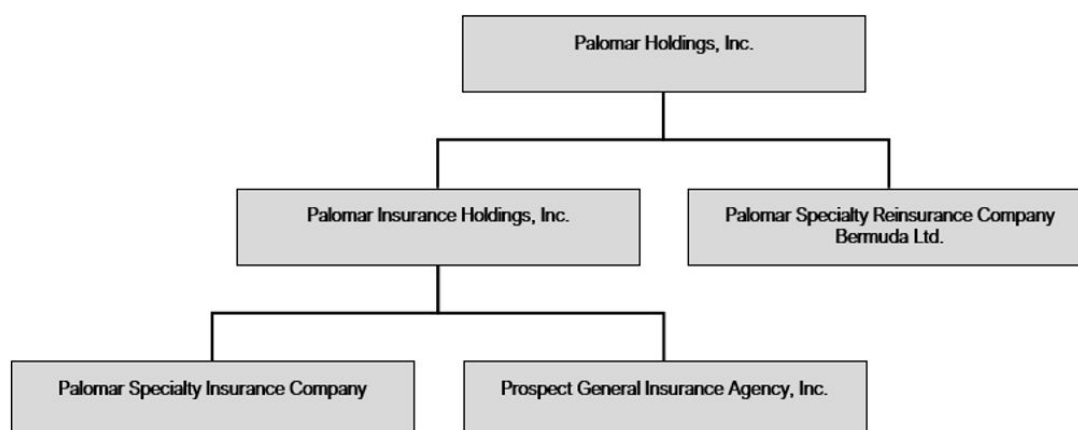 Palomar Holdings, Inc.
Palomar Insurance Holdings, Inc.
Palomar Specialty Reinsurance Company
Bermuda Ltd.
Palomar Specialty Insurance Company
Prospect General Insurance Agency, Inc.